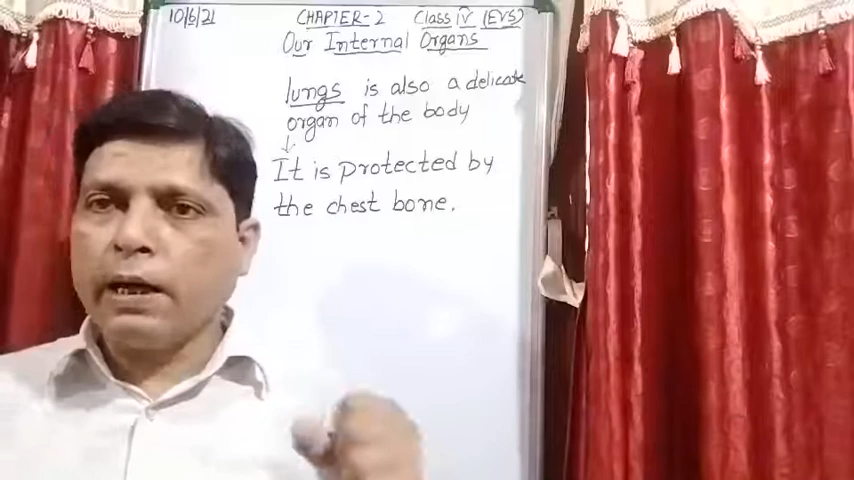 10/6/21 CHAPTER-2 Class IV (EVS)
Our Internal Organs
lungs is also a delicate
organ of the body
↓
It is protected by
the chest bone.